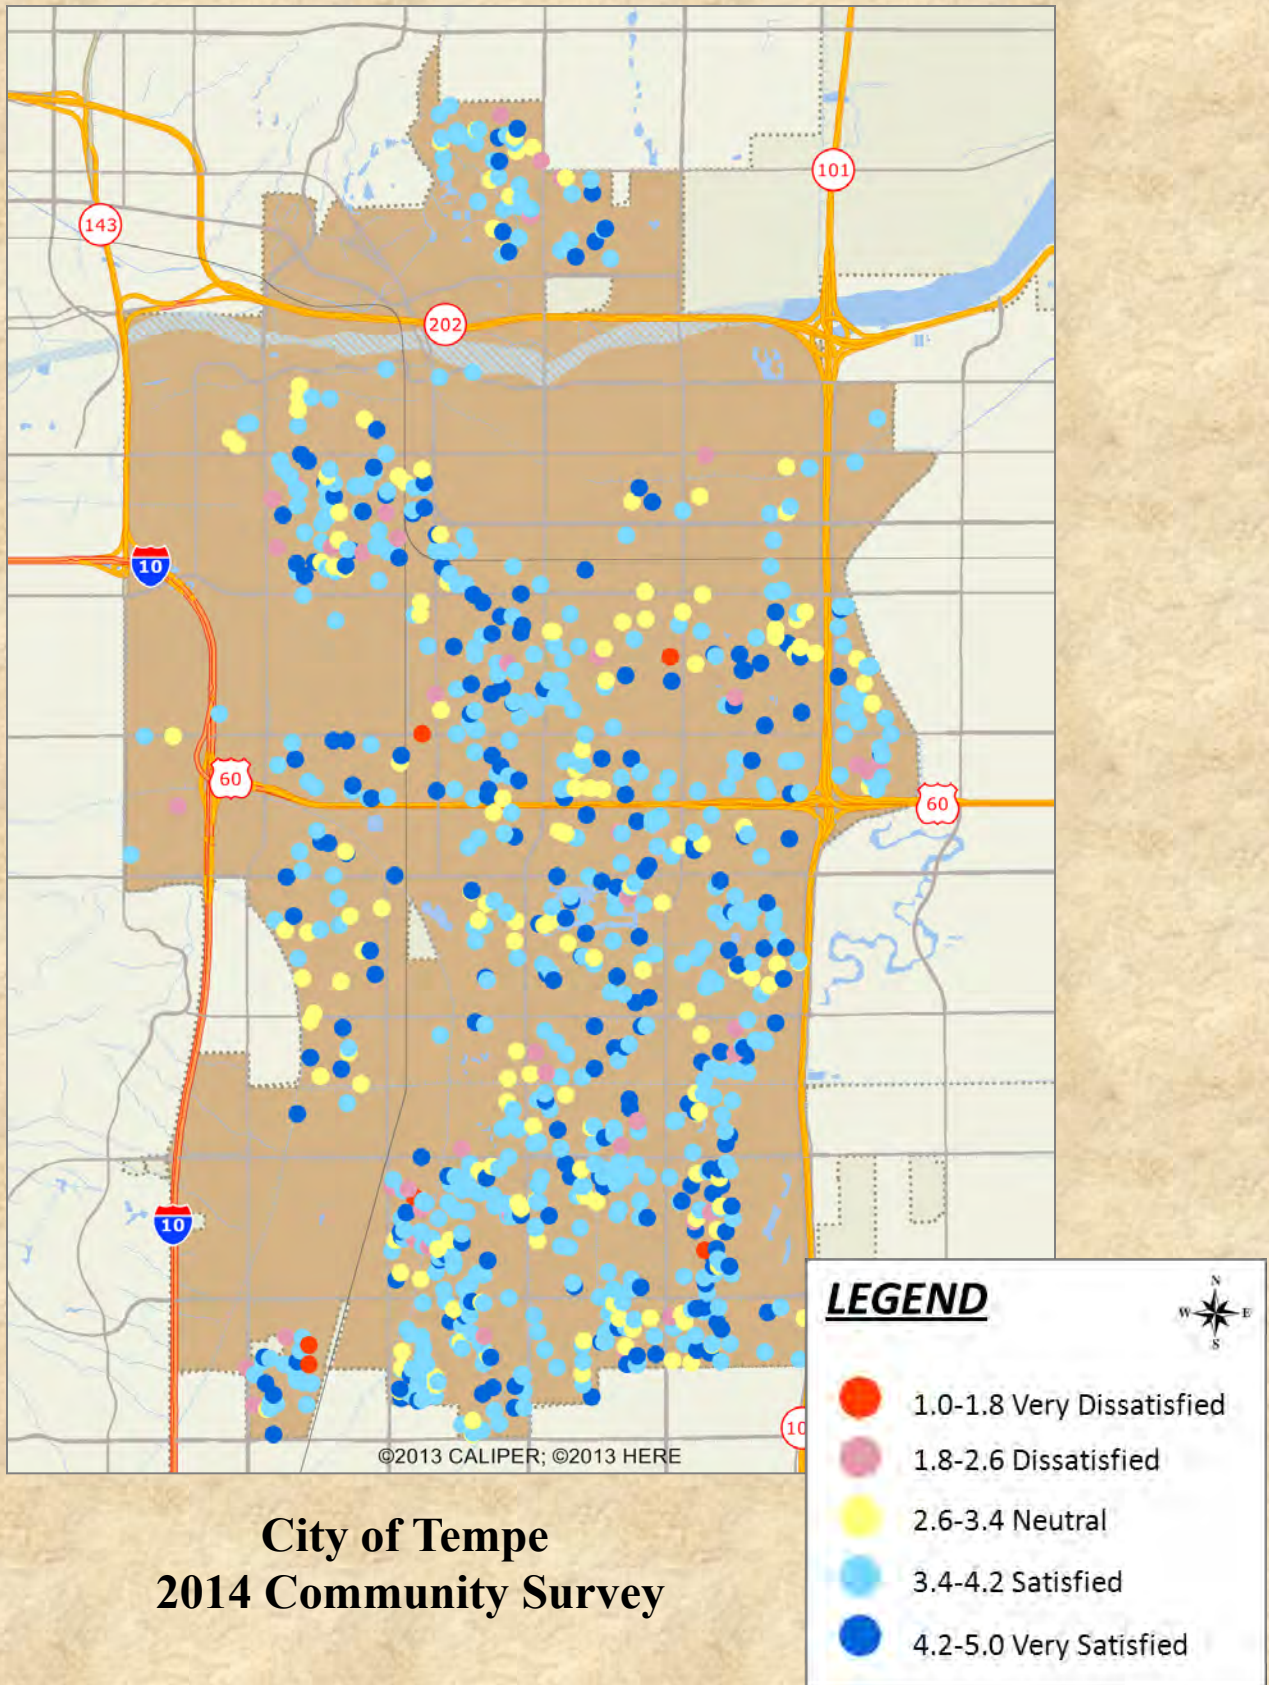 101
143
202
10
60
60
10
10
©2013 CALIPER; ©2013 HERE
LEGEND
N
W E
S
1.0-1.8 Very Dissatisfied
1.8-2.6 Dissatisfied
2.6-3.4 Neutral
3.4-4.2 Satisfied
4.2-5.0 Very Satisfied
City of Tempe
2014 Community Survey